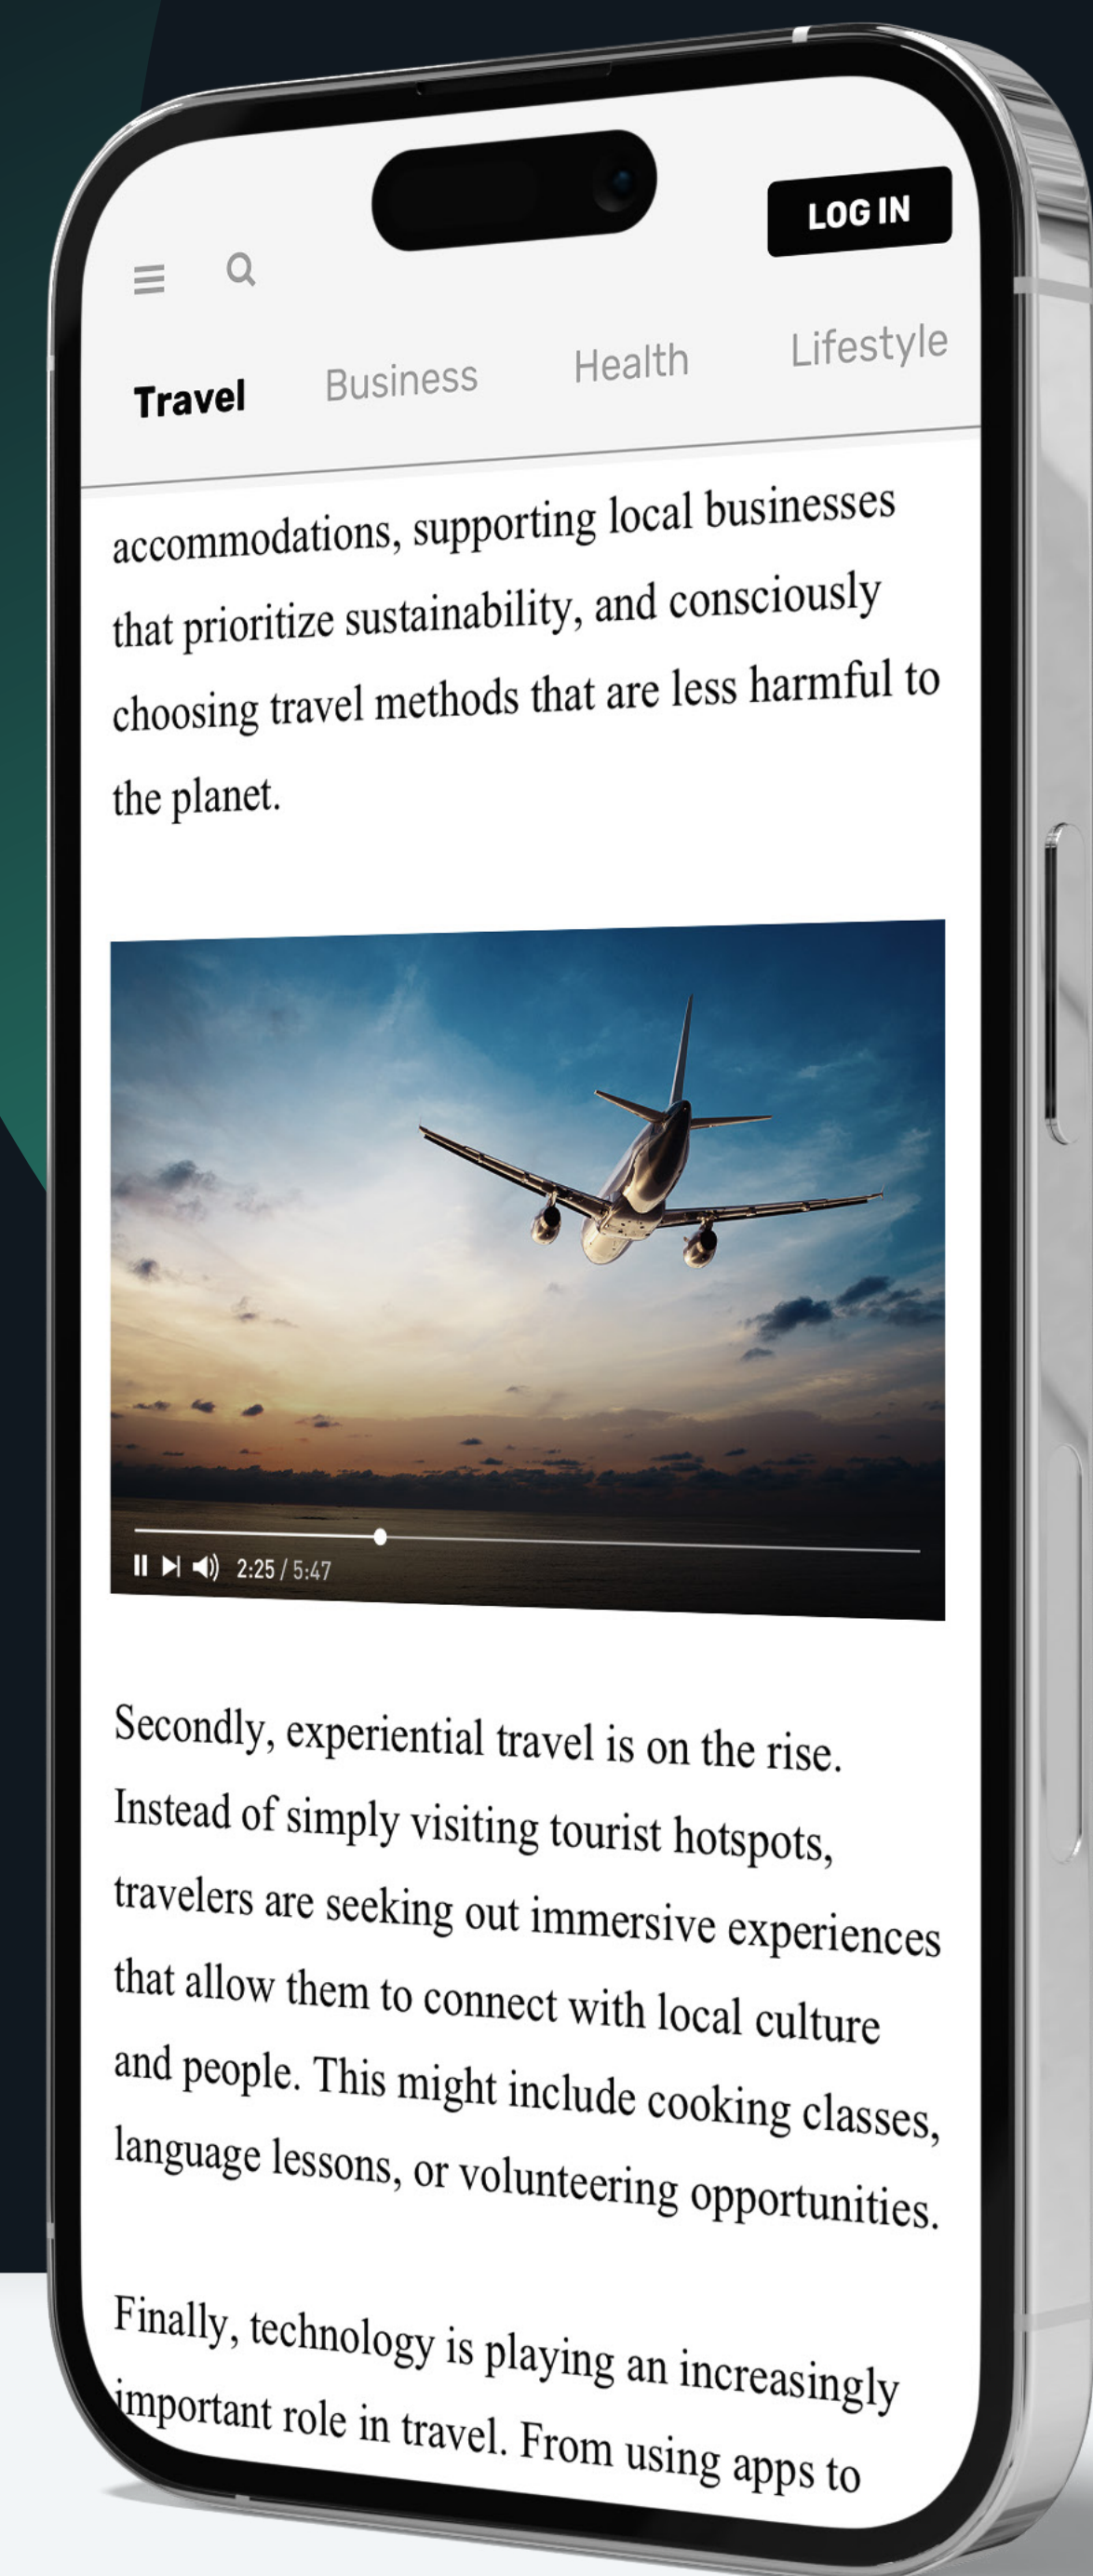 LOG IN
Travel Business Health Lifestyle
accommodations, supporting local businesses
that prioritize sustainability, and consciously
choosing travel methods that are less harmful to
the planet.
2:25 / 5:47
Secondly, experiential travel is on the rise.
Instead of simply visiting tourist hotspots,
travelers are seeking out immersive experiences
that allow them to connect with local culture
and people. This might include cooking classes,
language lessons, or volunteering opportunities.
Finally, technology is playing an increasingly
important role in travel. From using apps to